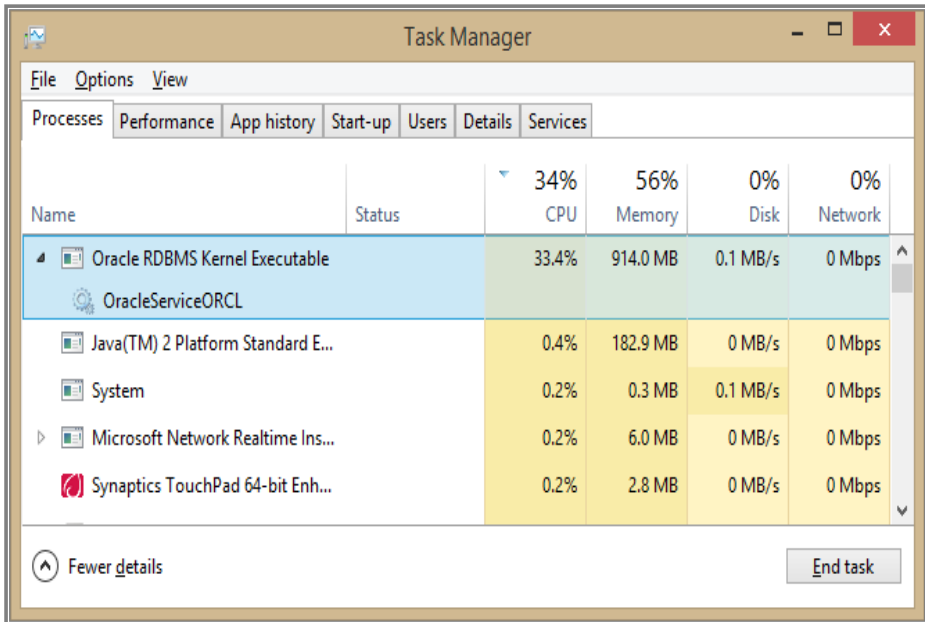 Task Manager
File Options View
Processes Performance App history Start-up Users Details Services
34% 56% 0% 0%
Name Status CPU Memory Disk Network
Oracle RDBMS Kernel Executable 33.4% 914.0 MB 0.1 MB/s 0 Mbps
OracleServiceORCL
Java(TM) 2 Platform Standard E... 0.4% 182.9 MB 0 MB/s 0 Mbps
System 0.2% 0.3 MB 0.1 MB/s 0 Mbps
Microsoft Network Realtime Ins... 0.2% 6.0 MB 0 MB/s 0 Mbps
Synaptics TouchPad 64-bit Enh... 0.2% 2.8 MB 0 MB/s 0 Mbps
Fewer details End task